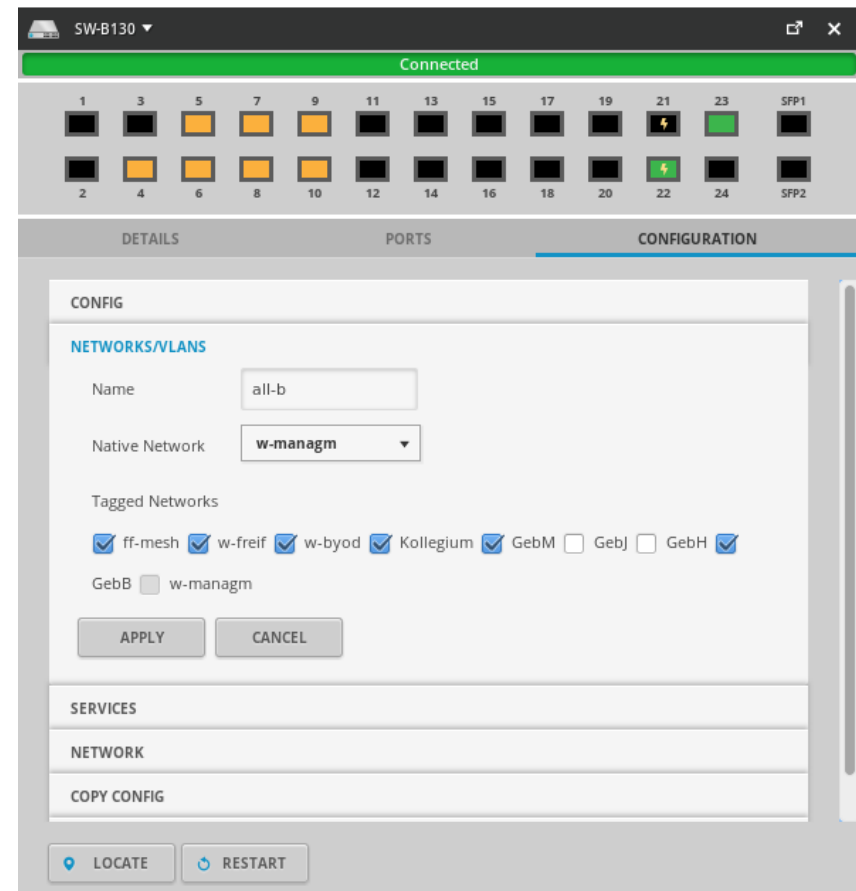 SW-B130
Connected
1 3 5 7 9 11 13 15 17 19 21 23 SFP1
2 4 6 8 10 12 14 16 18 20 22 24 SFP2
DETAILS PORTS CONFIGURATION
CONFIG
NETWORKS/VLANS
Name all-b
Native Network w-managm
Tagged Networks
ff-mesh w-freif w-byod Kollegium GebM GebJ GebH
GebB w-managm
APPLY CANCEL
SERVICES
NETWORK
COPY CONFIG
LOCATE RESTART